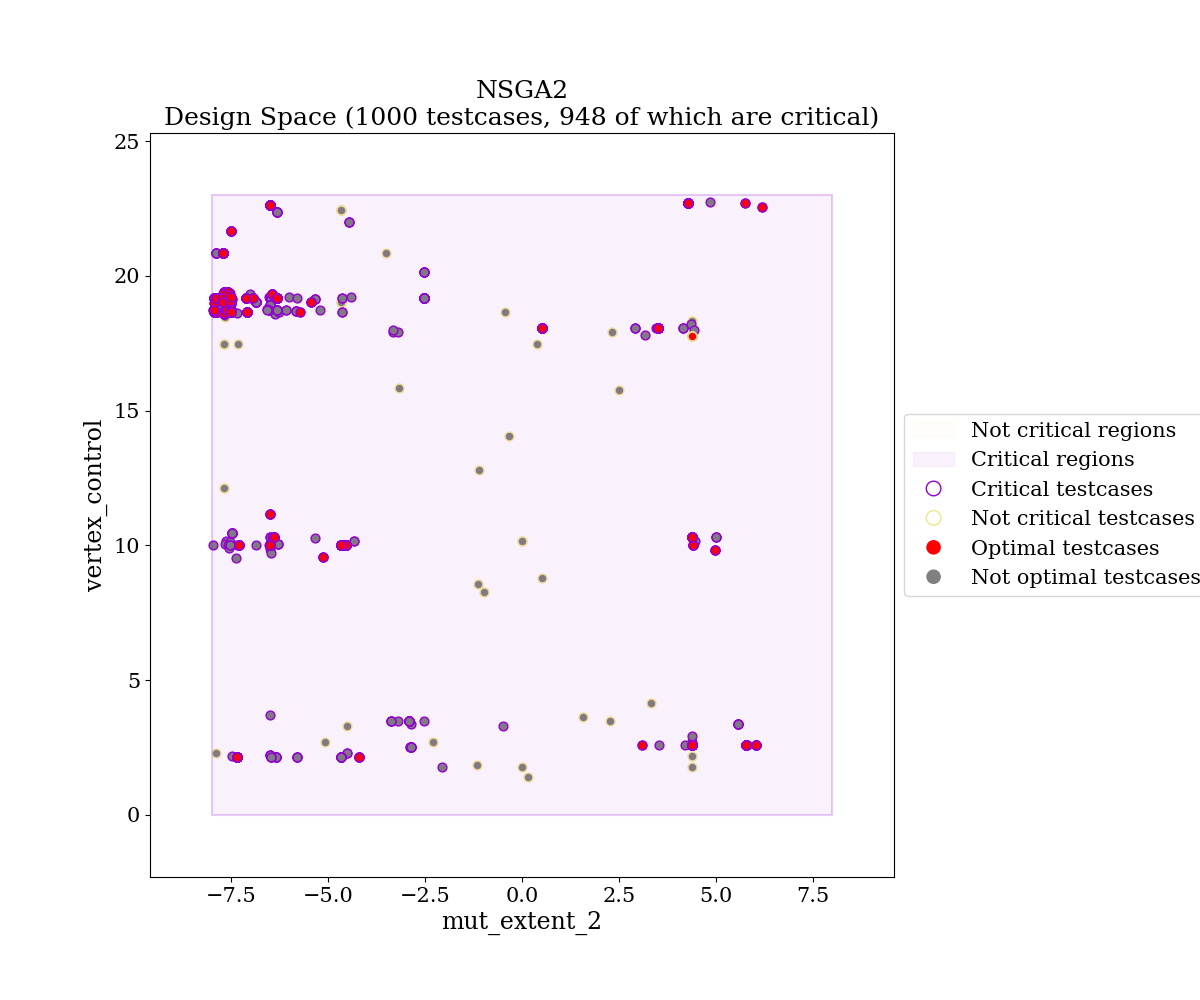 NSGA2
Design Space (1000 testcases, 948 of which are critical)
25
20
15
10
5
0
vertex_control
−7.5
−5.0
−2.5
0.0
2.5
5.0
7.5
mut_extent_2
Not critical regions
Critical regions
Critical testcases
Not critical testcases
Optimal testcases
Not optimal testcases